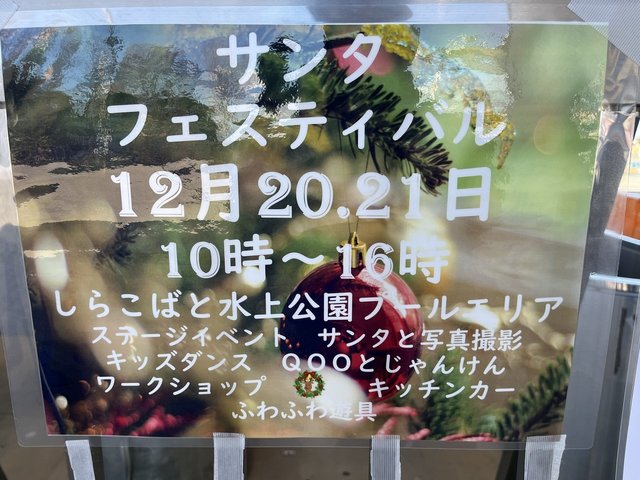 サンタ
フェスティバル
12月20.21日
10時～16時
しらこばと水上公園プールエリア
ステージイベント　サンタと写真撮影
キッズダンス　QOOとじゃんけん
ワークショップ　キッチンカー
ふわふわ遊具